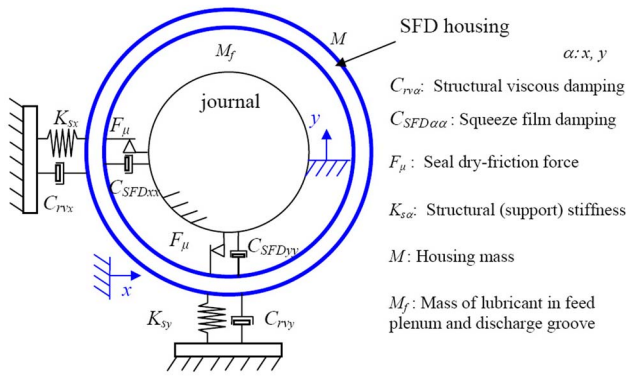 SFD housing
M
M_f
α: x, y
journal
C_rvα: Structural viscous damping
K_sx
F_μ
y
C_SFDαα : Squeeze film damping
C_SFDxx
F_μ : Seal dry-friction force
C_rvx
F_μ
C_SFDyy
K_sα: Structural (support) stiffness
x
M : Housing mass
K_sy
C_rvy
M_f : Mass of lubricant in feed
plenum and discharge groove